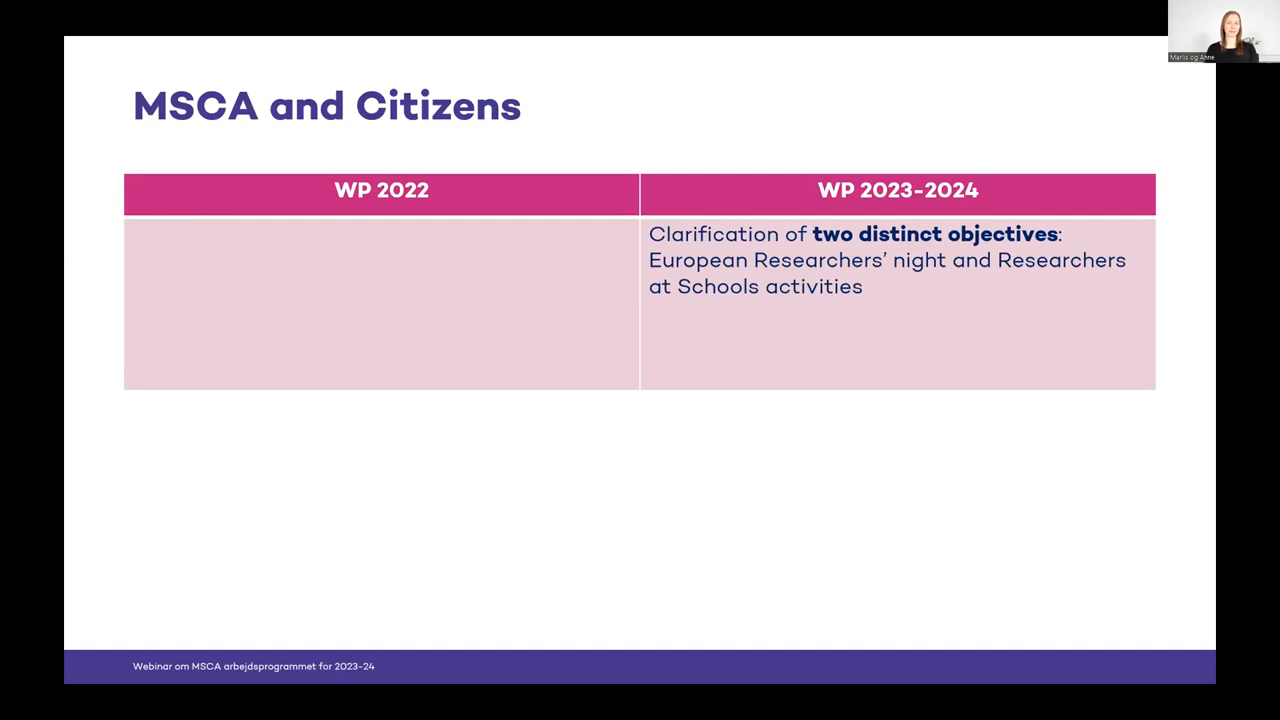 MSCA and Citizens
WP 2022
WP 2023-2024
Clarification of two distinct objectives:
European Researchers' night and Researchers
at Schools activities
Webinar om MSCA arbejdsprogrammet for 2023-24